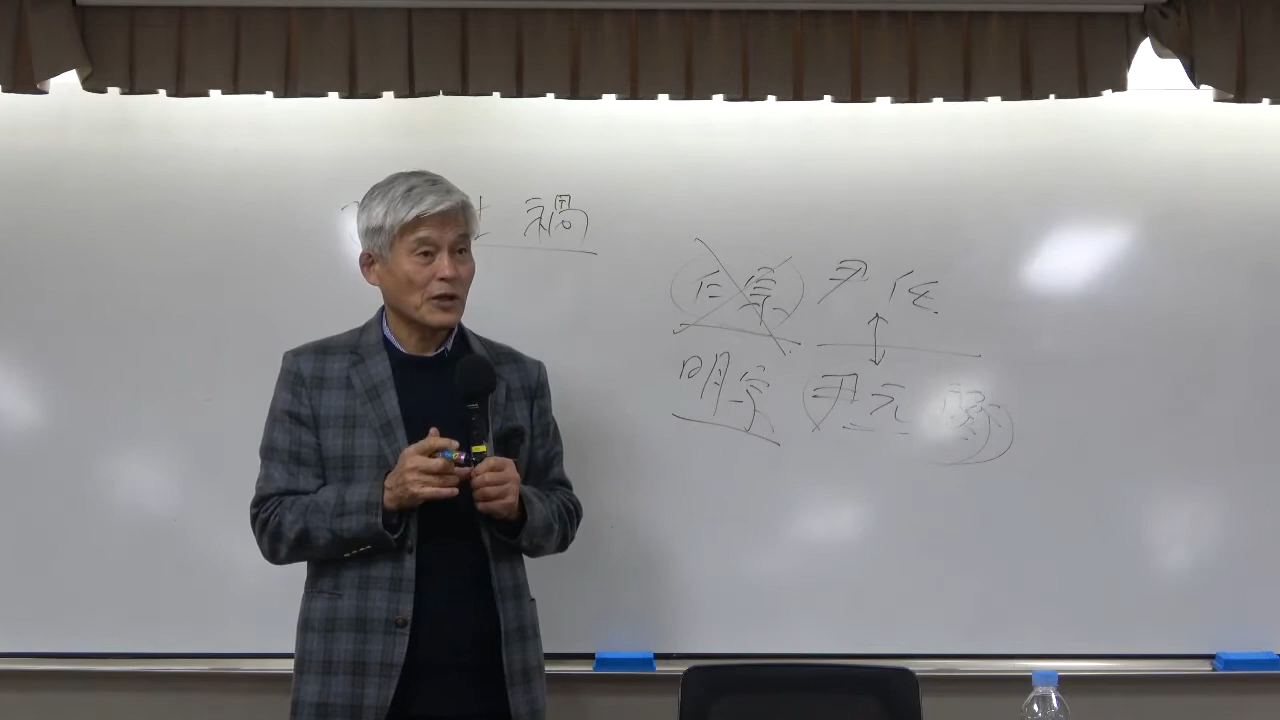 禍
仁宗 尹任
明宗 尹元